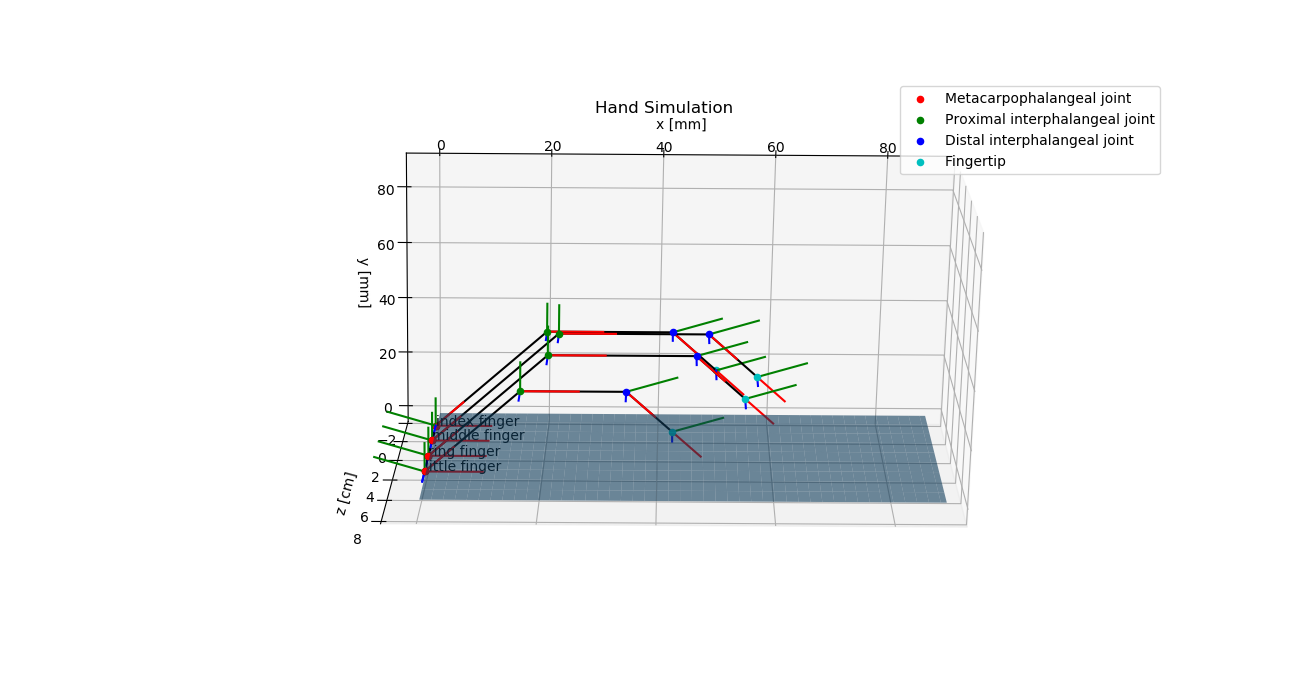 Hand Simulation
x [mm]
0 20 40 60 80
Metacarpophalangeal joint
Proximal interphalangeal joint
Distal interphalangeal joint
Fingertip
80
60
40
20
0
y [mm]
index finger
middle finger
ring finger
little finger
−2
0
2
4
6
8
z [cm]